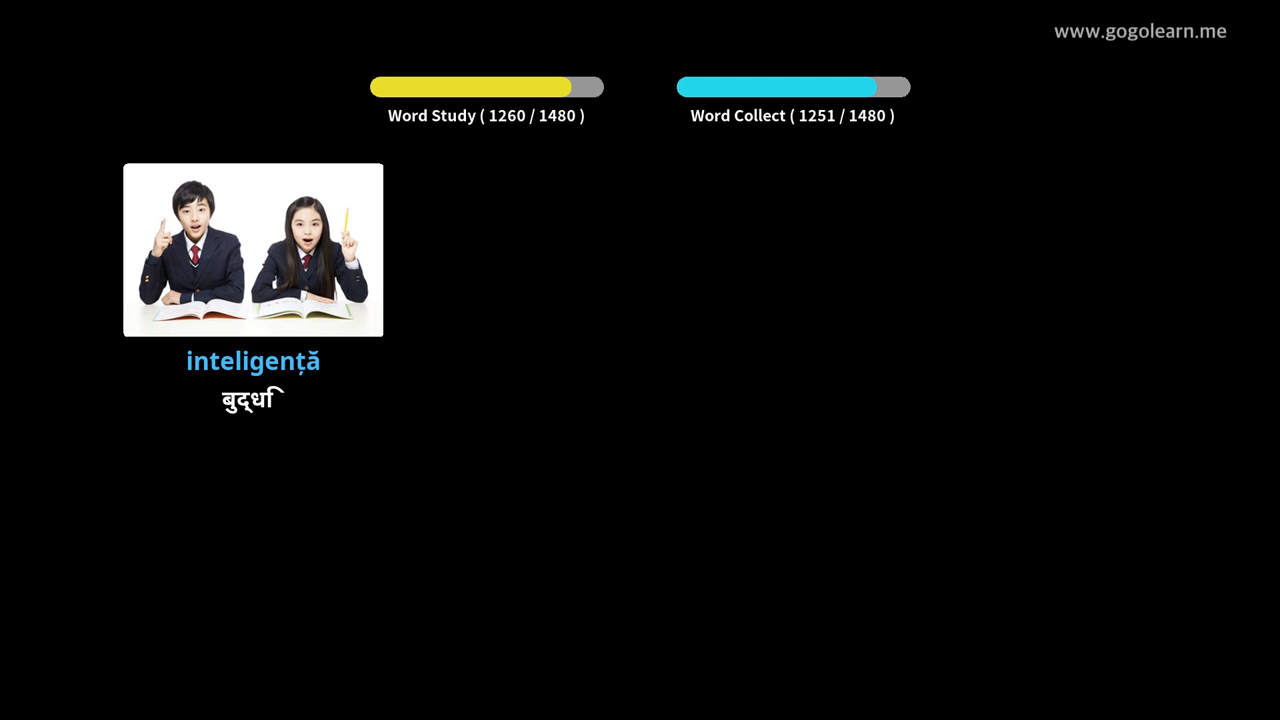 www.gogolearn.me
Word Study ( 1260 / 1480 )
Word Collect ( 1251 / 1480 )
inteligență
बुद्धि